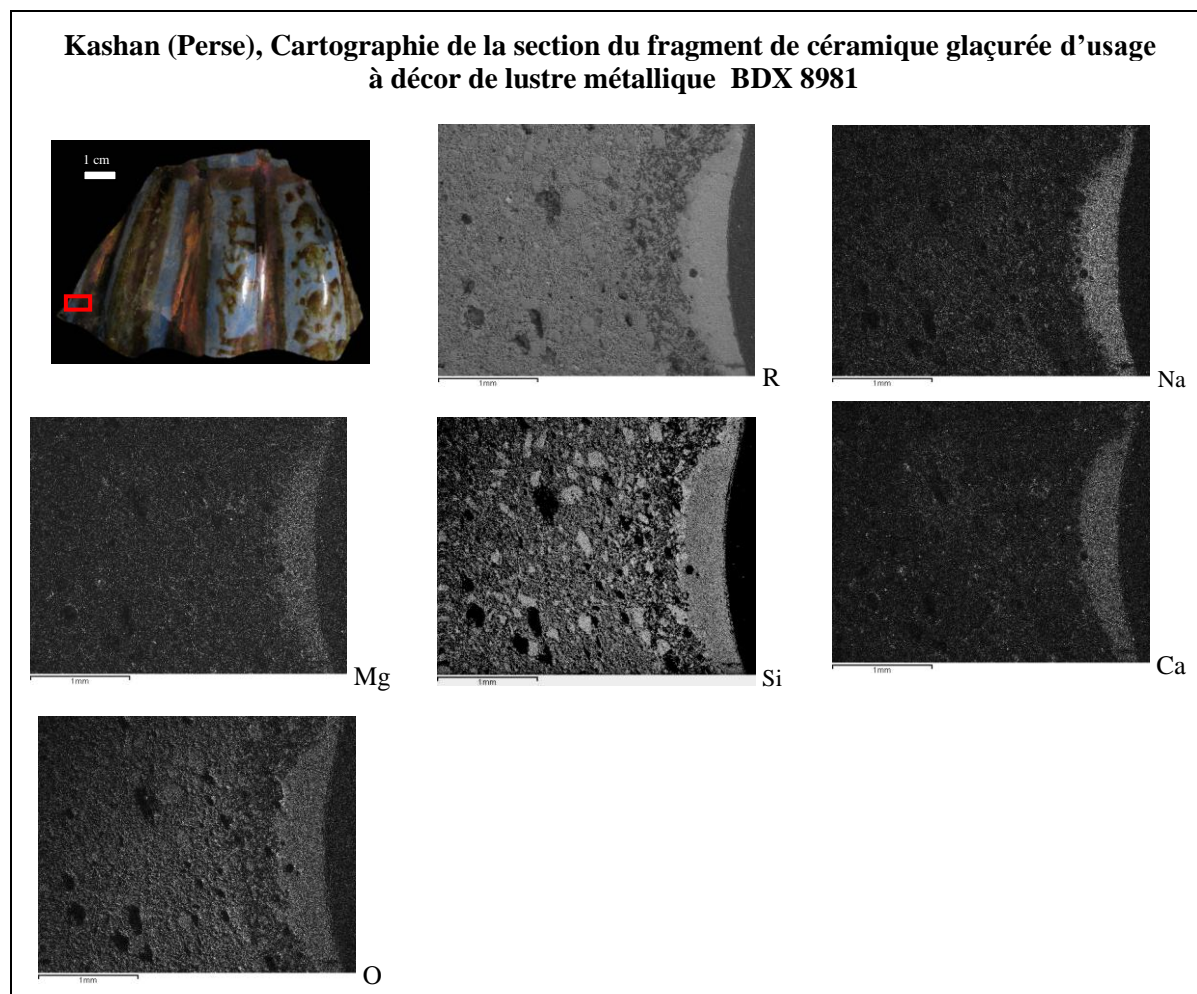 Kashan (Perse), Cartographie de la section du fragment de céramique glaçurée d’usage
à décor de lustre métallique BDX 8981
1 cm
1mm
R
1mm
Na
1mm
Mg
1mm
Si
1mm
Ca
1mm
O